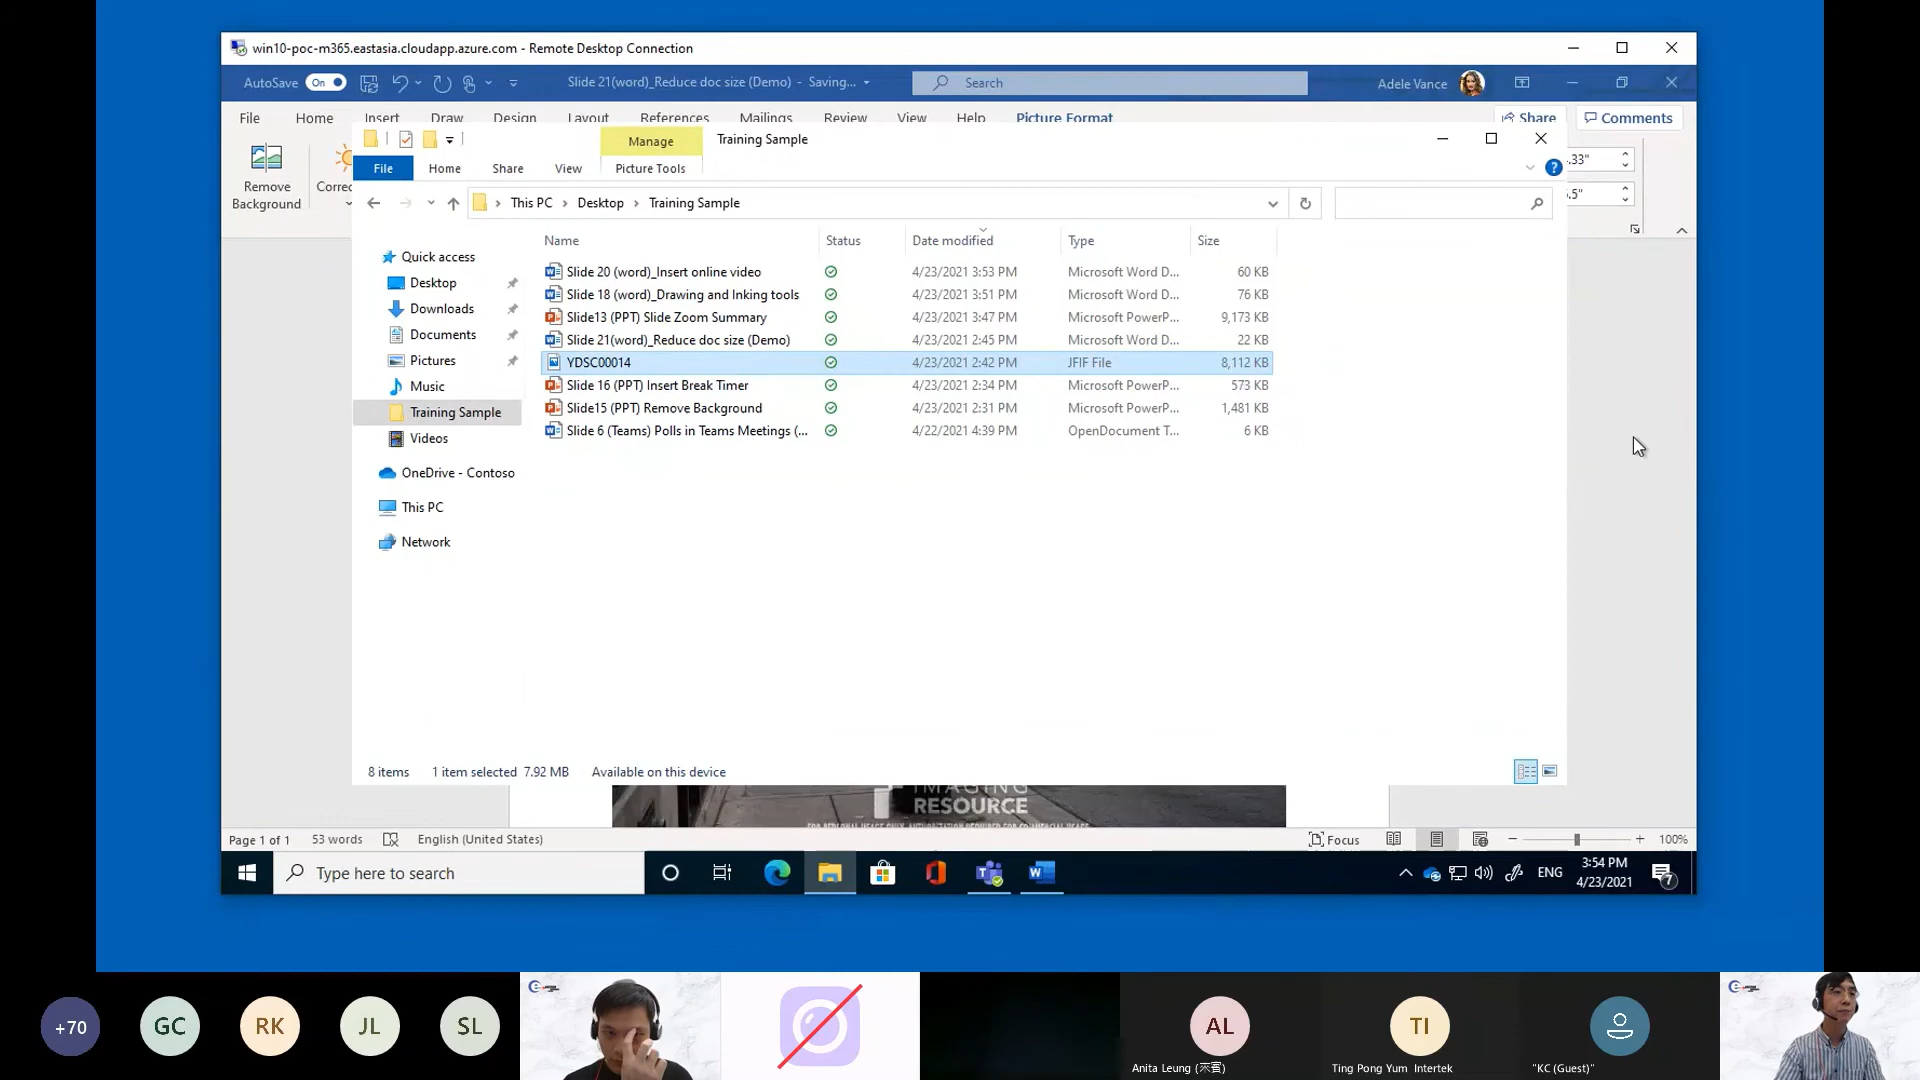 win10-poc-m365.eastasia.cloudapp.azure.com - Remote Desktop Connection
AutoSave On Slide 21(word)_Reduce doc size (Demo) - Saving... Search Adele Vance
File Home Insert Draw Design Layout References Mailings Review View Help Picture Format Share Comments
Manage Training Sample
File Home Share View Picture Tools
.33"
.5"
Remove
Background
Correc
This PC Desktop Training Sample
Name Status Date modified Type Size
Quick access
Desktop
Downloads
Documents
Pictures
Music
Training Sample
Videos
OneDrive - Contoso
This PC
Network
Slide 20 (word)_Insert online video 4/23/2021 3:53 PM Microsoft Word D... 60 KB
Slide 18 (word)_Drawing and Inking tools 4/23/2021 3:51 PM Microsoft Word D... 76 KB
Slide13 (PPT) Slide Zoom Summary 4/23/2021 3:47 PM Microsoft PowerP... 9,173 KB
Slide 21(word)_Reduce doc size (Demo) 4/23/2021 2:45 PM Microsoft Word D... 22 KB
YDSC00014 4/23/2021 2:42 PM JFIF File 8,112 KB
Slide 16 (PPT) Insert Break Timer 4/23/2021 2:34 PM Microsoft PowerP... 573 KB
Slide15 (PPT) Remove Background 4/23/2021 2:31 PM Microsoft PowerP... 1,481 KB
Slide 6 (Teams) Polls in Teams Meetings (... 4/22/2021 4:39 PM OpenDocument T... 6 KB
8 items 1 item selected 7.92 MB Available on this device
IMAGING
RESOURCE
Page 1 of 1 53 words English (United States) Focus 100%
Type here to search ENG 3:54 PM
4/23/2021 7
+70 GC RK JL SL AL TI
Anita Leung (來賓) Ting Pong Yum Intertek "KC (Guest)"